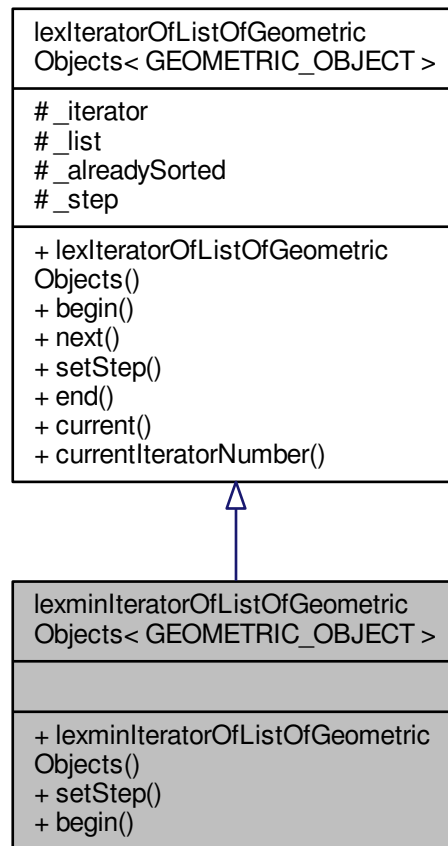 lexIteratorOfListOfGeometric
Objects< GEOMETRIC_OBJECT >
# _iterator
# _list
# _alreadySorted
# _step
+ lexIteratorOfListOfGeometric
Objects()
+ begin()
+ next()
+ setStep()
+ end()
+ current()
+ currentIteratorNumber()
lexminIteratorOfListOfGeometric
Objects< GEOMETRIC_OBJECT >
+ lexminIteratorOfListOfGeometric
Objects()
+ setStep()
+ begin()